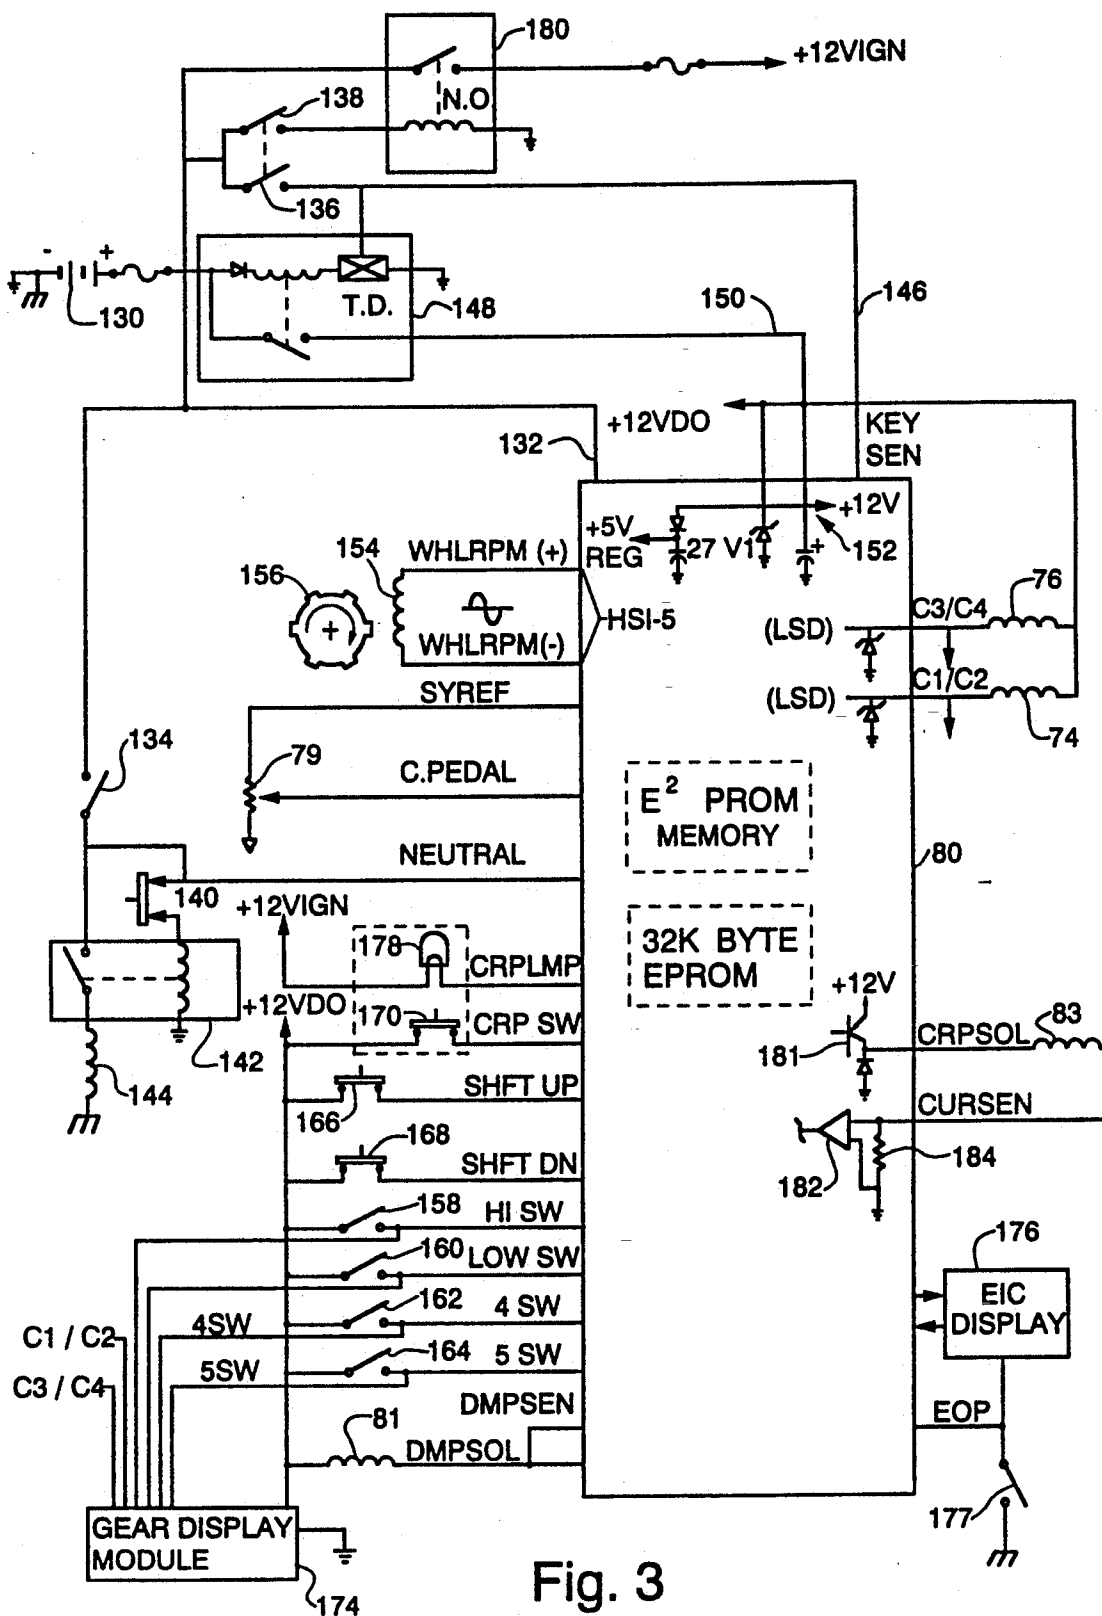 180
+12VIGN
N.O
138
136
- +
130
T.D.
148
150
146
+12VDO
KEY
SEN
132
+5V
REG
27 V1
+12V
152
154
WHLRPM (+)
156
HSI-5
WHLRPM(-)
C3/C4
76
(LSD)
C1/C2
(LSD)
74
SYREF
134
79
C.PEDAL
E2 PROM
MEMORY
NEUTRAL
80
140
+12VIGN
32K BYTE
EPROM
178
CRPLMP
+12VDO
170
CRP SW
+12V
CRPSOL
83
181
142
144
166
SHFT UP
CURSEN
168
SHFT DN
182
184
158
HI SW
160
LOW SW
176
EIC
DISPLAY
162
4SW
4 SW
C1 / C2
164
5SW
5 SW
C3 / C4
DMPSEN
81
DMPSOL
EOP
177
GEAR DISPLAY
MODULE
174
Fig. 3